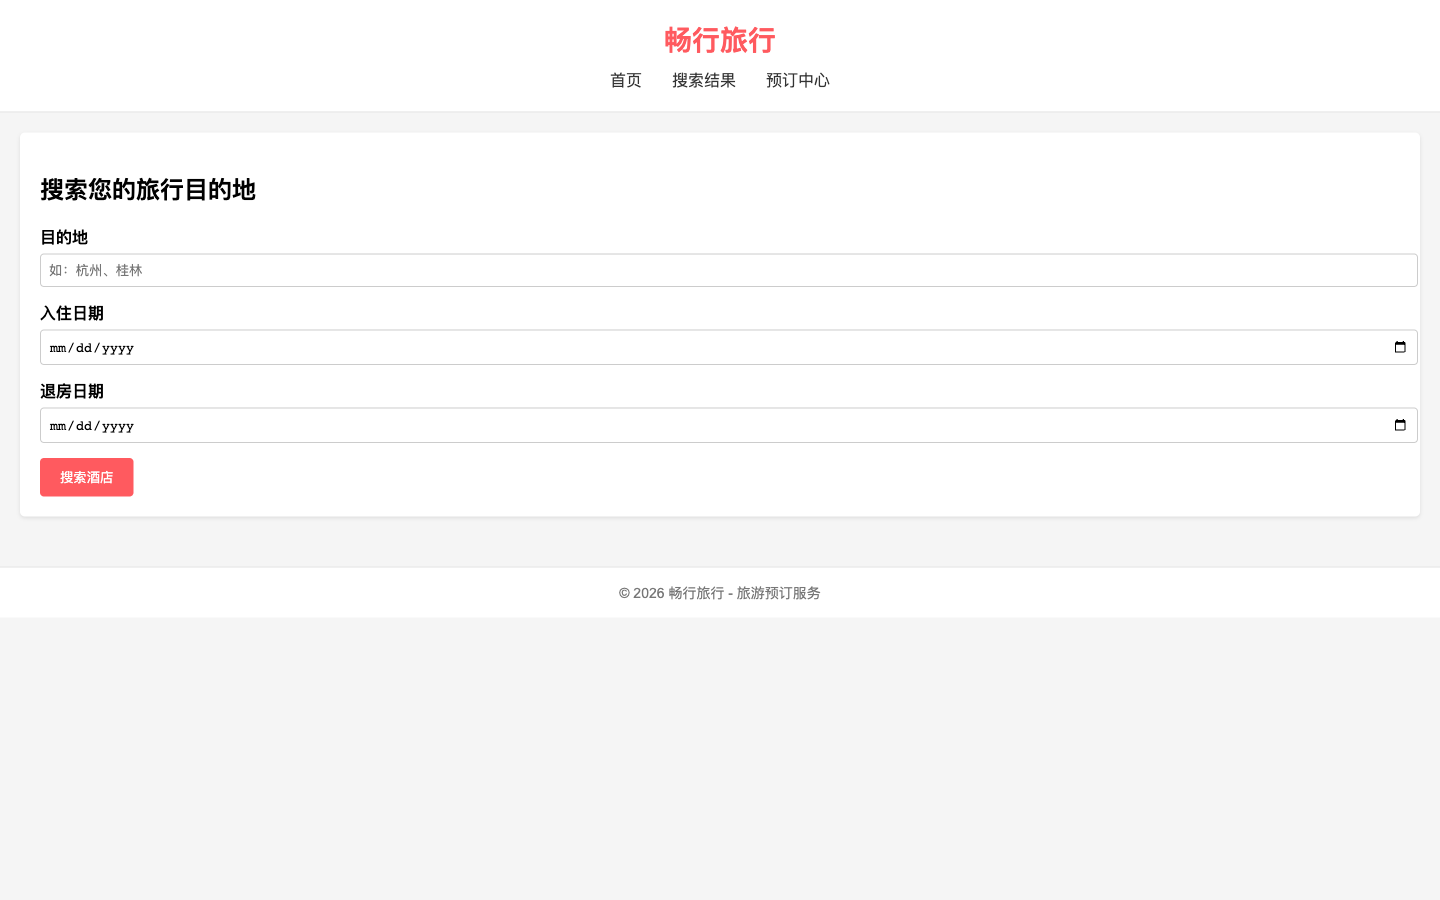 畅行旅行
首页 搜索结果 预订中心
搜索您的旅行目的地
目的地
如：杭州、桂林
入住日期
mm/dd/yyyy
退房日期
mm/dd/yyyy
搜索酒店
© 2026 畅行旅行 - 旅游预订服务